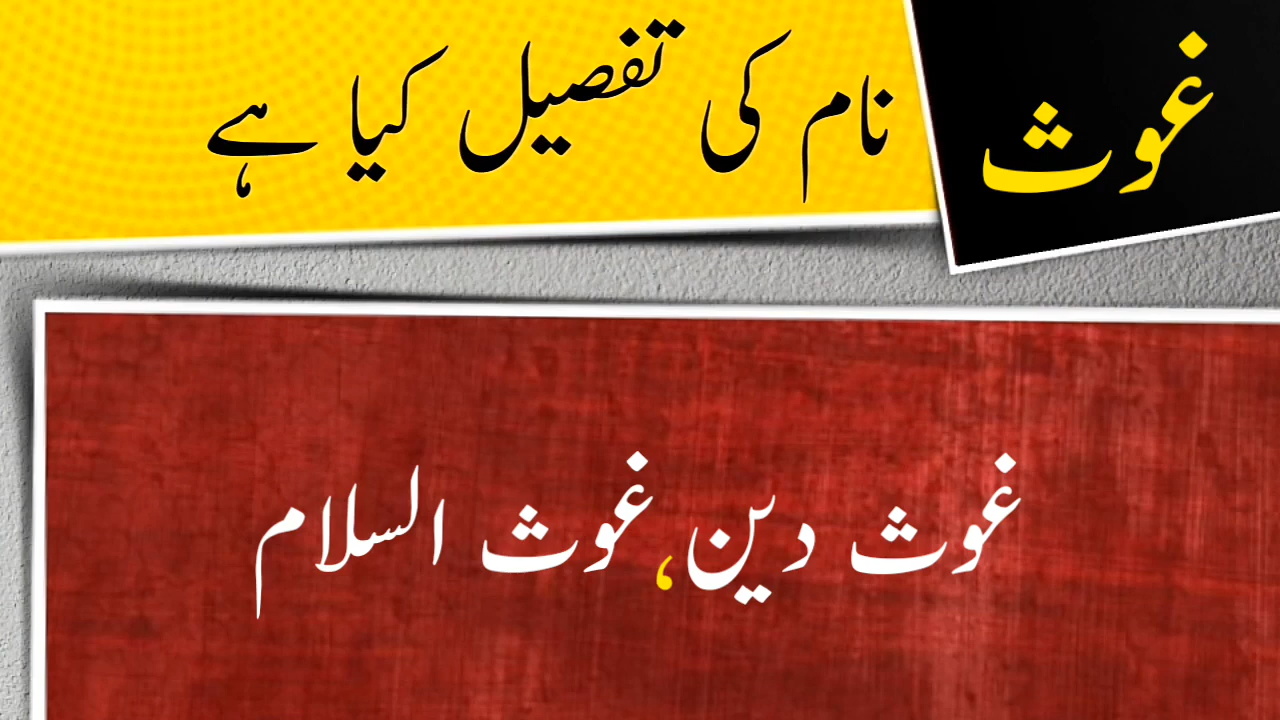 غوث نام کی تفصیل کیا ہے
غوث دین، غوث السلام